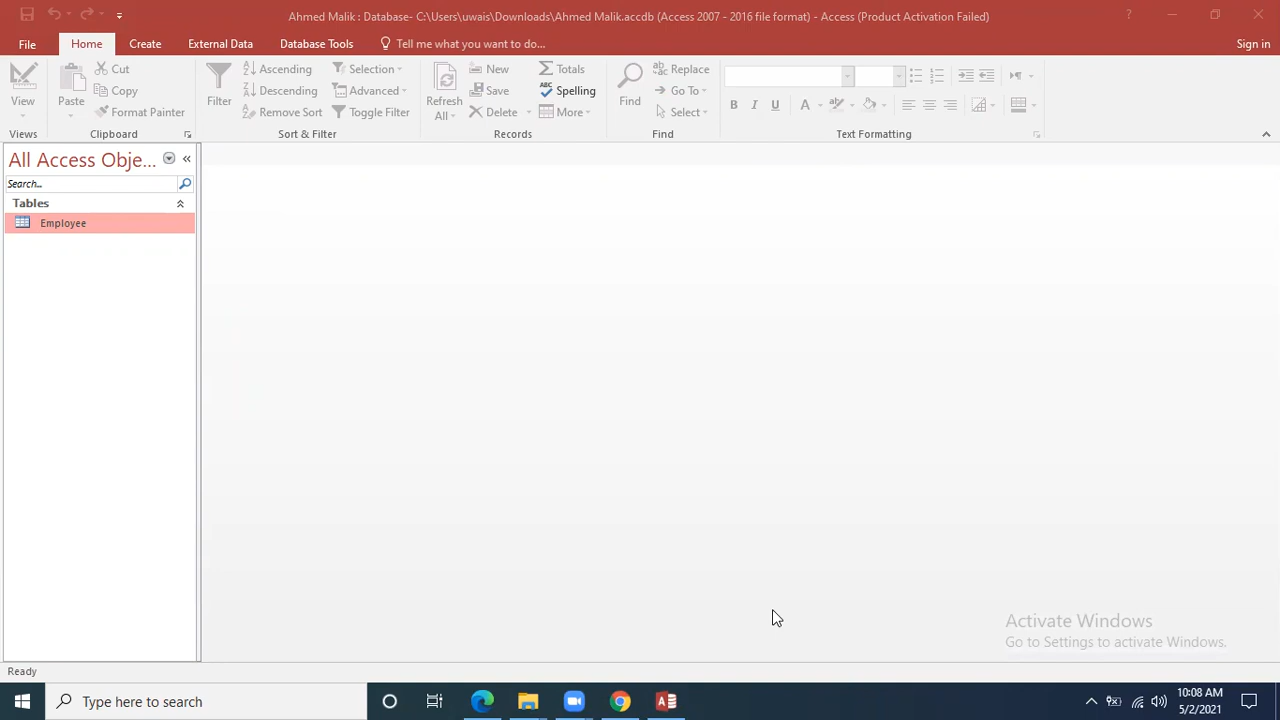 Ahmed Malik : Database- C:\Users\uwais\Downloads\Ahmed Malik.accdb (Access 2007 - 2016 file format) - Access (Product Activation Failed)
?
File Home Create External Data Database Tools Tell me what you want to do... Sign in
View
Views
Paste
Cut
Copy
Format Painter
Clipboard
Filter
Ascending
Descending
Remove Sort
Selection
Advanced
Toggle Filter
Sort & Filter
Refresh
All
New
Save
Delete
Totals
Spelling
More
Records
Find
Replace
Go To
Select
Find
B I U A
Text Formatting
All Access Obje...
Search...
Tables
Employee
Activate Windows
Go to Settings to activate Windows.
Ready
Type here to search
10:08 AM
5/2/2021